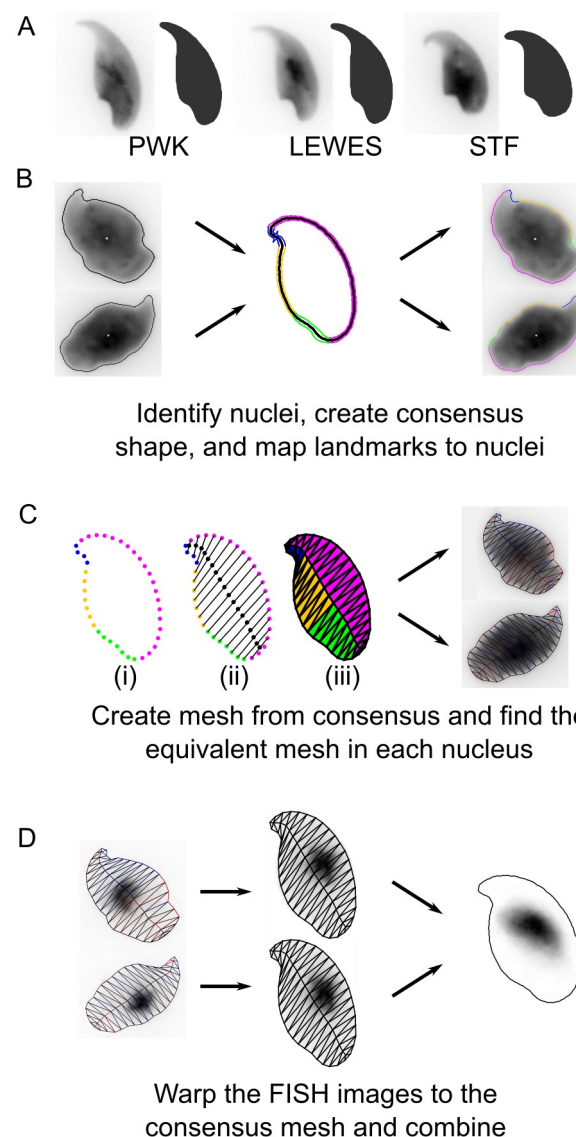 A
PWK LEWES STF
B
Identify nuclei, create consensus
shape, and map landmarks to nuclei
C
(i) (ii) (iii)
Create mesh from consensus and find the
equivalent mesh in each nucleus
D
Warp the FISH images to the
consensus mesh and combine